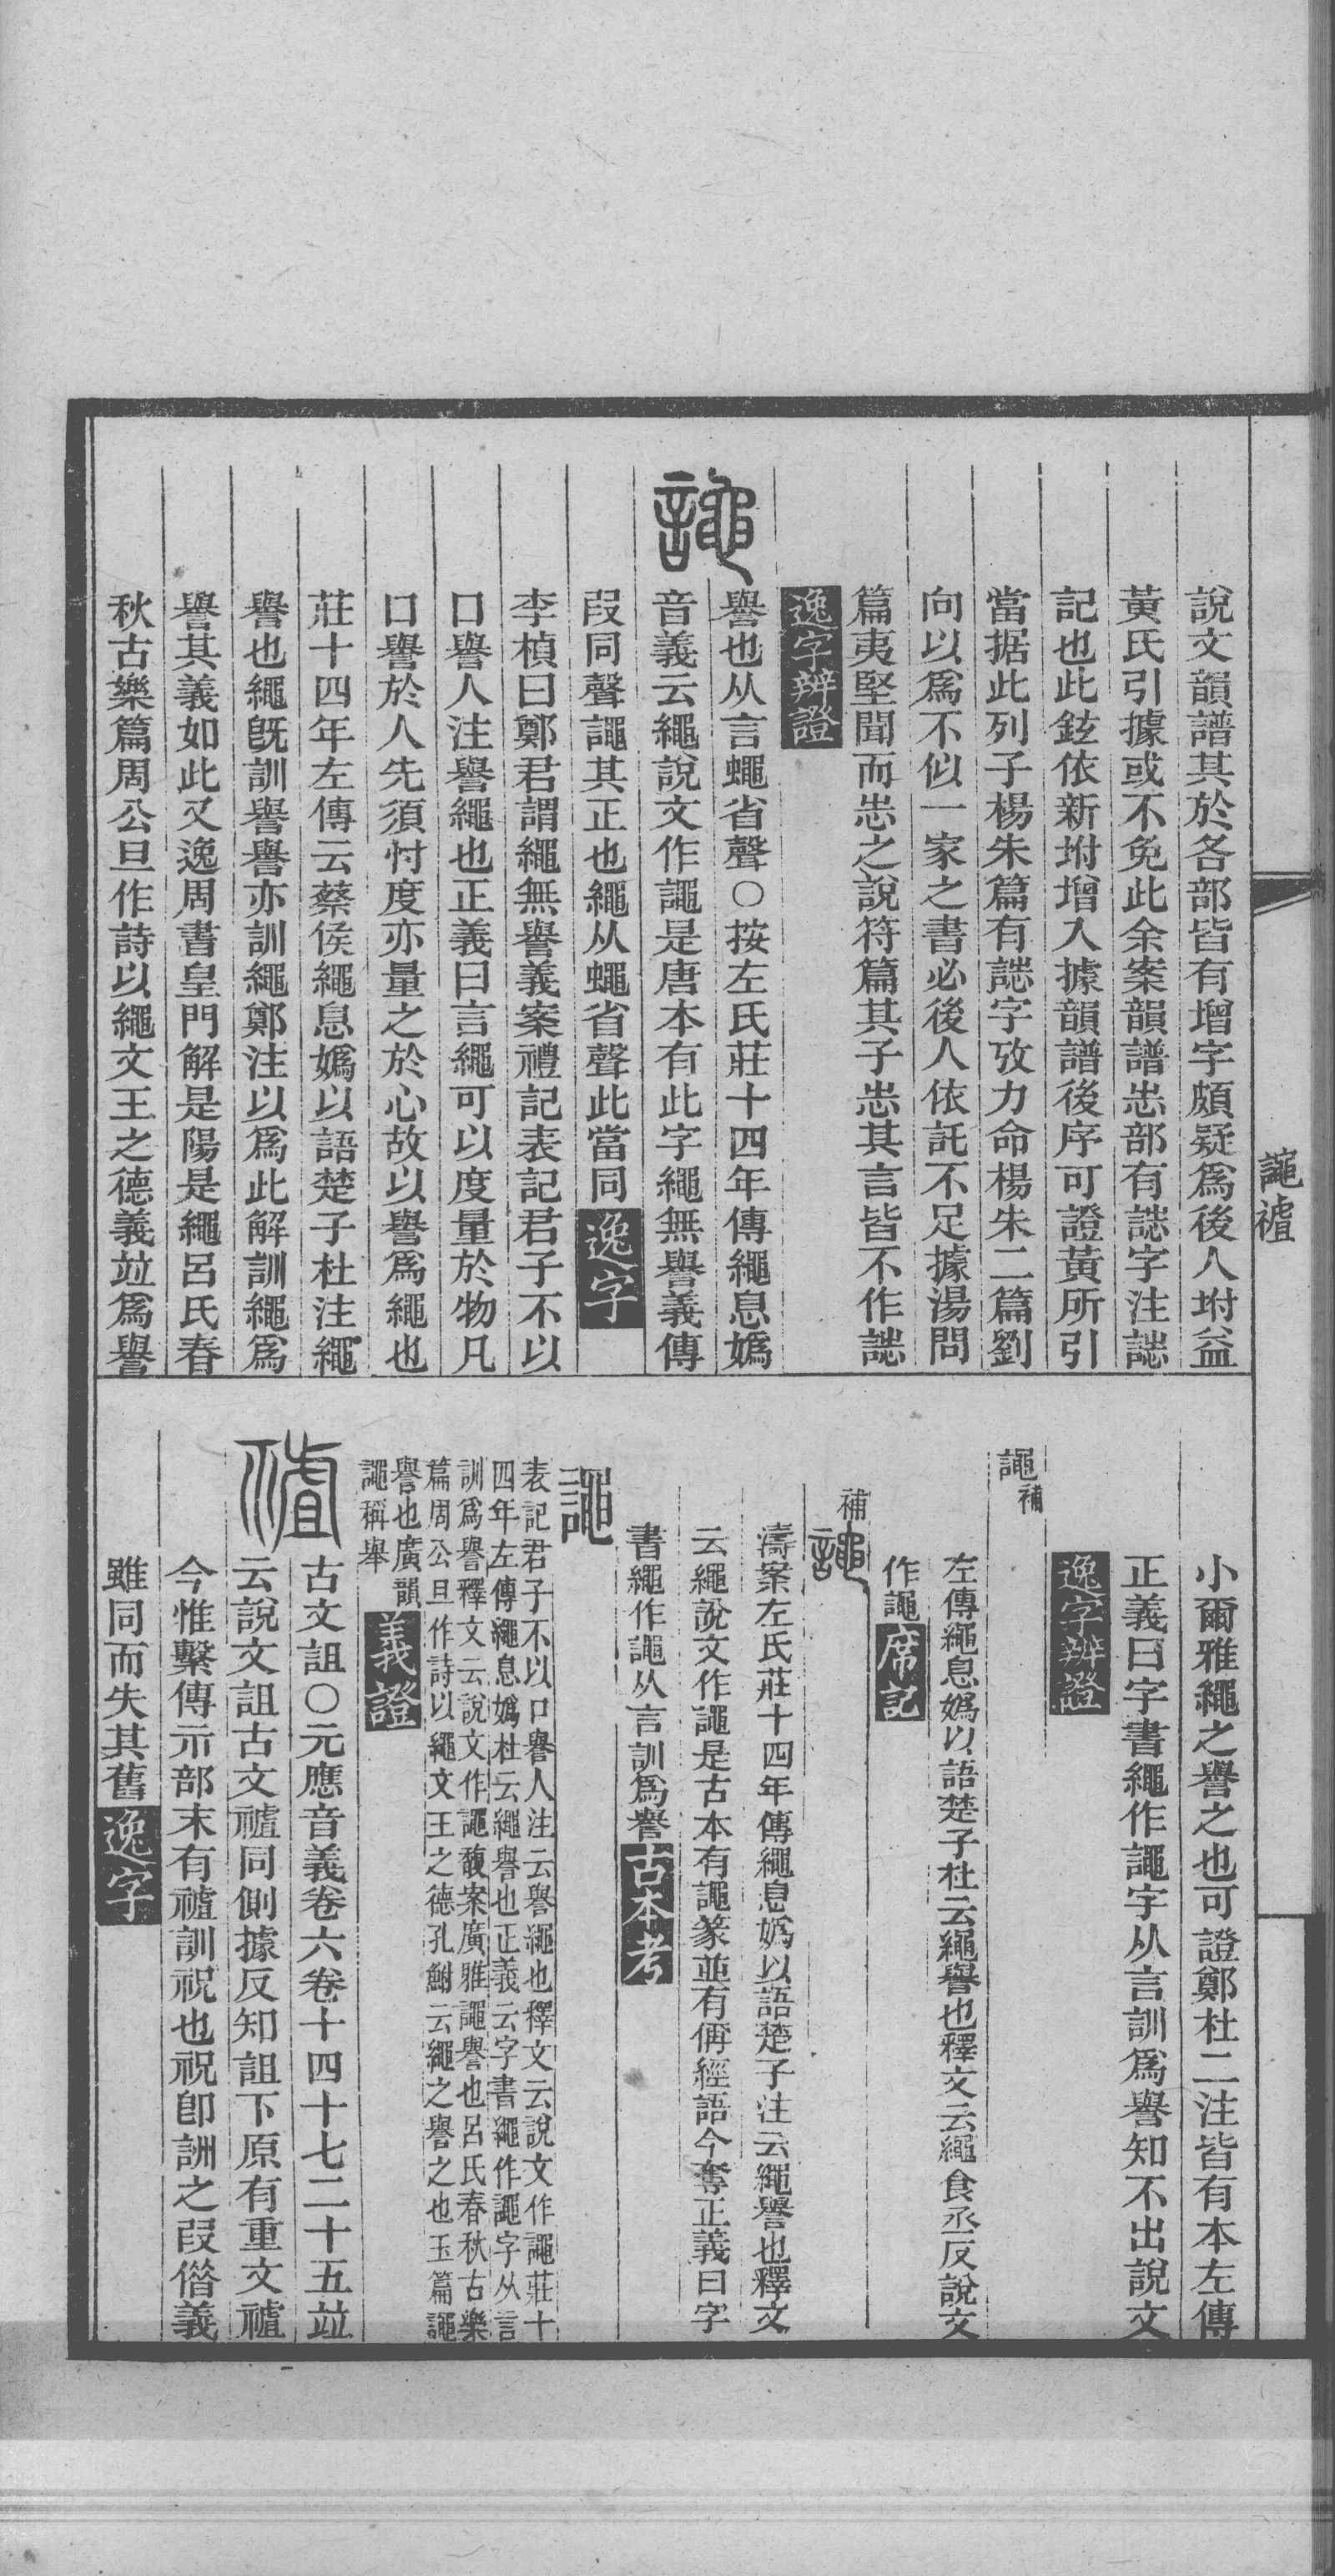 說文韻譜其於各部皆有增字頗疑爲後人坿益
黃氏引據或不免此余案韻譜㤅部有誋字注誋
記也此鉉依新坿增入據韻譜後序可證黃所引
當据此列子楊朱篇有誋字攷力命楊朱二篇劉
向以爲不似一家之書必後人依託不足據湯問
篇夷堅聞而志之說符篇其子志其言皆不作誌
逸字辨證
譝
譽也从言蠅省聲〇按左氏莊十四年傳繩息嬀
音義云繩說文作譝是唐本有此字繩無譽義傳
叚同聲譝其正也繩从蠅省聲此當同逸字
李楨曰鄭君謂繩無譽義案禮記表記君子不以
口譽人注譽繩也正義曰言繩可以度量於物凡
口譽於人先須忖度亦量之於心故以譽爲繩也
莊十四年左傳云蔡侯繩息嬀以語楚子杜注繩
譽也繩旣訓譽譽亦訓繩鄭注以爲此解訓繩爲
譽其義如此又逸周書皇門解是陽是繩呂氏春
秋古樂篇周公旦作詩以繩文王之德義竝爲譽
小爾雅繩之譽之也可證鄭杜二注皆有本左傳
正義曰字書繩作譝字从言訓爲譽知不出說文
逸字辨證
譝補
左傳繩息嬀以語楚子杜云繩譽也釋文云繩食丞反說文
作譝席記
補譝
濤案左氏莊十四年傳繩息嬀以語楚子注云繩譽也釋文
云繩說文作譝是古本有譝篆並有偁經語今奪正義曰字
書繩作譝从言訓爲譽古本考
譝
表記君子不以口譽人注云譽繩也釋文云說文作譝莊十
四年左傳繩息嬀杜云繩譽也正義云字書繩作譝字从言
訓爲譽釋文云說文作譝馥案廣雅譝譽也呂氏春秋古樂
篇周公旦作詩以繩文王之德孔鮒云繩之譽之也玉篇譝
譽也廣韻
譝稱舉義證
䄕
古文詛〇元應音義卷六卷十四十七二十五竝
云說文詛古文䄕同側據反知詛下原有重文䄕
今惟繫傳示部末有䄕訓祝也祝卽詶之叚借義
雖同而失其舊逸字
譝䄕